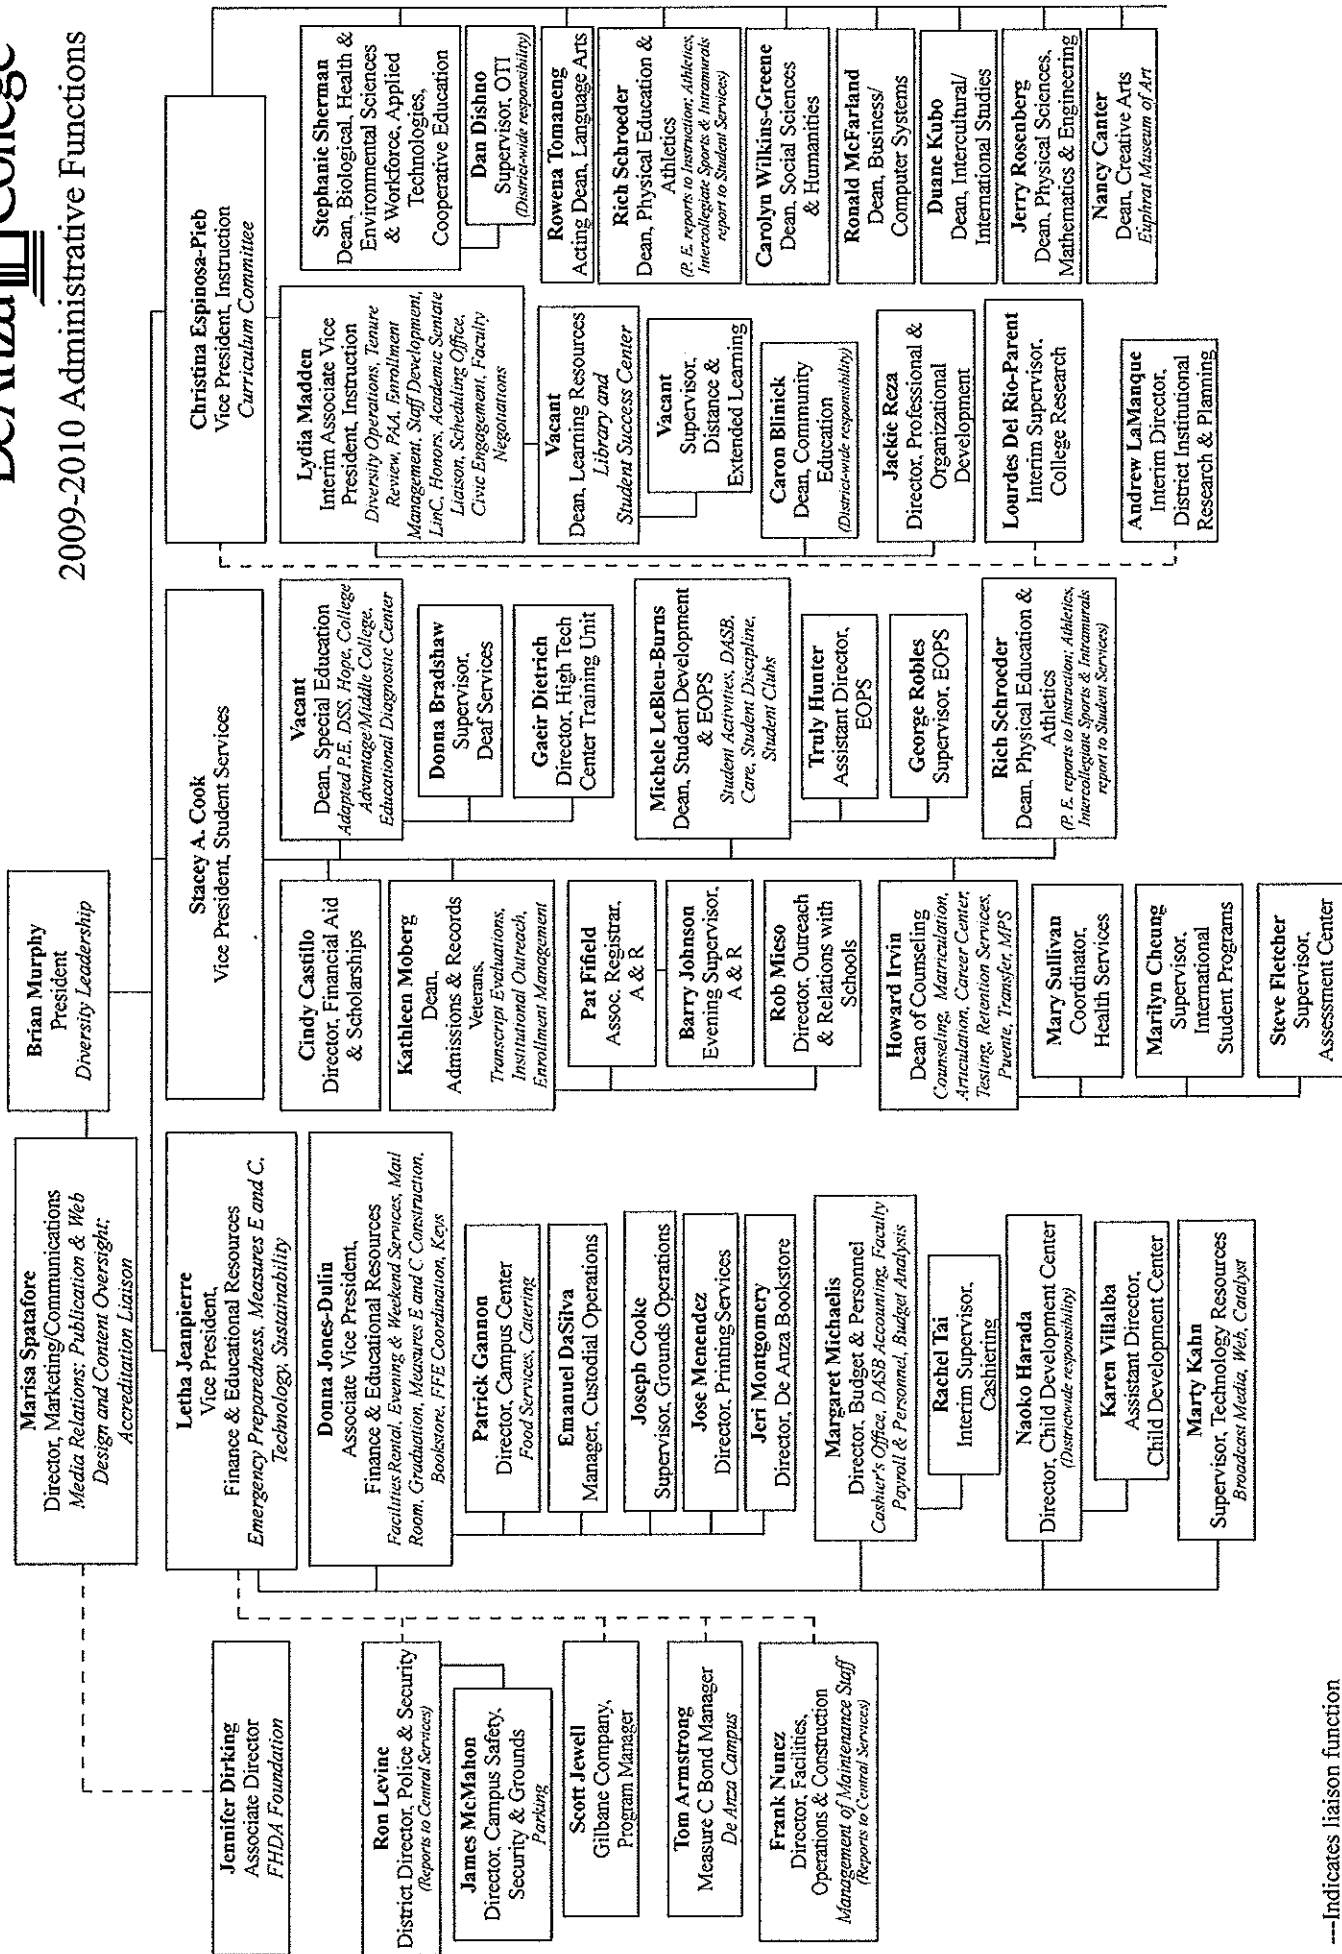 DeAnza College
2009-2010 Administrative Functions
Brian Murphy
President
Diversity Leadership
Marisa Spatafore
Director, Marketing/Communications
Media Relations: Publication & Web
Design and Content Oversight;
Accreditation Liaison
Jennifer Dirking
Associate Director
FHDA Foundation
Letha Jeanpierre
Vice President,
Finance & Educational Resources
Emergency Preparedness, Measures E and C,
Technology, Sustainability
Ron Levine
District Director, Police & Security
(Reports to Central Services)
James McMahon
Director, Campus Safety,
Security & Grounds
Parking
Scott Jewell
Gilbane Company,
Program Manager
Tom Armstrong
Measure C Bond Manager
De Anza Campus
Frank Nunez
Director, Facilities,
Operations & Construction
Management of Maintenance Staff
(Reports to Central Services)
Donna Jones-Dulin
Associate Vice President,
Finance & Educational Resources
Facilities Rental, Evening & Weekend Services, Mail
Room, Graduation, Measures E and C Construction,
Bookstore, FFE Coordination, Keys
Patrick Gannon
Director, Campus Center
Food Services, Catering
Emanuel DaSilva
Manager, Custodial Operations
Joseph Cooke
Supervisor, Grounds Operations
Jose Menendez
Director, Printing Services
Jeri Montgomery
Director, De Anza Bookstore
Margaret Michaelis
Director, Budget & Personnel
Cashier's Office, DASB Accounting, Faculty
Payroll & Personnel, Budget Analysis
Rachel Tai
Interim Supervisor,
Cashiering
Naoko Harada
Director, Child Development Center
(Districtwide responsibility)
Karen Villalba
Assistant Director,
Child Development Center
Marty Kahn
Supervisor, Technology Resources
Broadcast Media, Web, Catalyst
Stacey A. Cook
Vice President, Student Services
Cindy Castillo
Director, Financial Aid
& Scholarships
Kathleen Moberg
Dean,
Admissions & Records
Veterans,
Transcript Evaluations,
Institutional Outreach,
Enrollment Management
Pat Fifield
Assoc. Registrar,
A & R
Barry Johnson
Evening Supervisor,
A & R
Rob Mieso
Director, Outreach
& Relations with
Schools
Howard Irvin
Dean of Counseling
Counseling, Matriculation,
Articulation, Career Center,
Testing, Retention Services,
Puente, Transfer, MPS
Mary Sullivan
Coordinator,
Health Services
Marilyn Cheung
Supervisor,
International
Student Programs
Steve Fletcher
Supervisor,
Assessment Center
Vacant
Dean, Special Education
Adapted P.E. DSS, Hope, College
Advantage/Middle College,
Educational Diagnostic Center
Donna Bradshaw
Supervisor,
Deaf Services
Gaeir Dietrich
Director, High Tech
Center Training Unit
Michele LeBleu-Burns
Dean, Student Development
& EOPS
Student Activities, DASB,
Care, Student Discipline,
Student Clubs
Truly Hunter
Assistant Director,
EOPS
George Robles
Supervisor, EOPS
Rich Schroeder
Dean, Physical Education &
Athletics
(P. E. reports to Instruction; Athletics,
Intercollegiate Sports & Intramurals
report to Student Services)
Christina Espinosa-Pieb
Vice President, Instruction
Curriculum Committee
Lydia Madden
Interim Associate Vice
President, Instruction
Diversity Operations, Tenure
Review, PAA, Enrollment
Management, Staff Development,
LinC, Honors, Academic Sentate
Liaison, Scheduling Office,
Civic Engagement, Faculty
Negotiations
Vacant
Dean, Learning Resources
Library and
Student Success Center
Vacant
Supervisor,
Distance &
Extended Learning
Caron Blinick
Dean, Community
Education
(District-wide responsibility)
Jackie Reza
Director, Professional &
Organizational
Development
Lourdes Del Rio-Parent
Interim Supervisor,
College Research
Andrew LaManque
Interim Director,
District Institutional
Research & Planning
Stephanie Sherman
Dean, Biological, Health &
Environmental Sciences
& Workforce, Applied
Technologies,
Cooperative Education
Dan Dishno
Supervisor, OTI
(District-wide responsibility)
Rowena Tomaneng
Acting Dean, Language Arts
Rich Schroeder
Dean, Physical Education &
Athletics
(P. E. reports to Instruction; Athletics,
Intercollegiate Sports & Intramurals
report to Student Services)
Carolyn Wilkins-Greene
Dean, Social Sciences
& Humanities
Ronald McFarland
Dean, Business/
Computer Systems
Duane Kubo
Dean, Intercultural/
International Studies
Jerry Rosenberg
Dean, Physical Sciences,
Mathematics & Engineering
Nancy Canter
Dean, Creative Arts
Euphrat Museum of Art
---Indicates liaison function